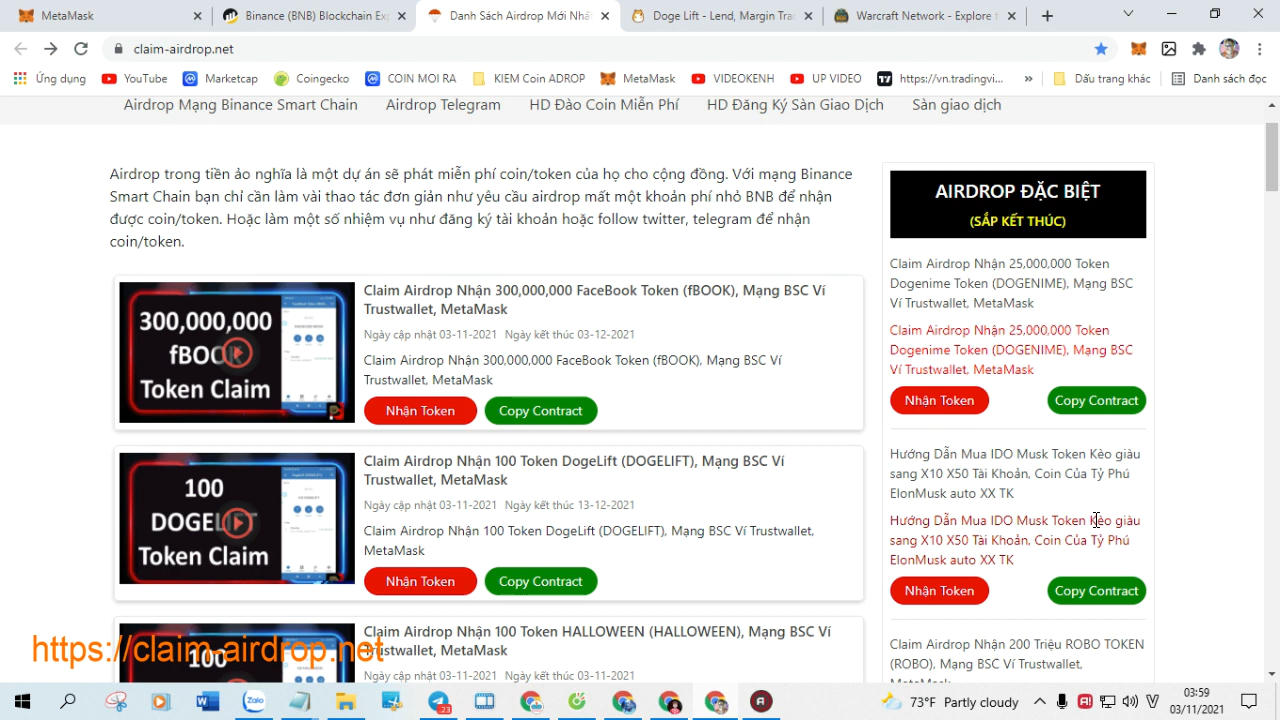 MetaMask
Binance (BNB) Blockchain Exp
Danh Sách Airdrop Mới Nhấ
Doge Lift - Lend, Margin Trad
Warcraft Network - Explore t
claim-airdrop.net
Ứng dụng
YouTube
Marketcap
Coingecko
COIN MOI RA
KIEM Coin ADROP
MetaMask
VIDEOKENH
UP VIDEO
https://vn.tradingvi...
»
Dấu trang khác
Danh sách đọc
Airdrop Mạng Binance Smart Chain
Airdrop Telegram
HD Đào Coin Miễn Phí
HD Đăng Ký Sàn Giao Dịch
Sàn giao dịch
Airdrop trong tiền ảo nghĩa là một dự án sẽ phát miễn phí coin/token của họ cho cộng đồng. Với mạng Binance
Smart Chain bạn chỉ cần làm vài thao tác đơn giản như yêu cầu airdrop mất một khoản phí nhỏ BNB để nhận
được coin/token. Hoặc làm một số nhiệm vụ như đăng ký tài khoản hoặc follow twitter, telegram để nhận
coin/token.
300,000,000
fBOOK
Token Claim
Claim Airdrop Nhận 300,000,000 FaceBook Token (fBOOK), Mạng BSC Ví
Trustwallet, MetaMask
Ngày cập nhật 03-11-2021 Ngày kết thúc 03-12-2021
Claim Airdrop Nhận 300,000,000 FaceBook Token (fBOOK), Mạng BSC Ví
Trustwallet, MetaMask
Nhận Token
Copy Contract
100
DOGELIFT
Token Claim
Claim Airdrop Nhận 100 Token DogeLift (DOGELIFT), Mạng BSC Ví
Trustwallet, MetaMask
Ngày cập nhật 03-11-2021 Ngày kết thúc 13-12-2021
Claim Airdrop Nhận 100 Token DogeLift (DOGELIFT), Mạng BSC Ví Trustwallet,
MetaMask
Nhận Token
Copy Contract
100
Claim Airdrop Nhận 100 Token HALLOWEEN (HALLOWEEN), Mạng BSC Ví
Trustwallet, MetaMask
Ngày cập nhật 03-11-2021 Ngày kết thúc 03-11-2021
AIRDROP ĐẶC BIỆT
(SẮP KẾT THÚC)
Claim Airdrop Nhận 25,000,000 Token
Dogenime Token (DOGENIME), Mạng BSC
Ví Trustwallet, MetaMask
Claim Airdrop Nhận 25,000,000 Token
Dogenime Token (DOGENIME), Mạng BSC
Ví Trustwallet, MetaMask
Nhận Token
Copy Contract
Hướng Dẫn Mua IDO Musk Token Kèo giàu
sang X10 X50 Tài Khoản, Coin Của Tỷ Phú
ElonMusk auto XX TK
Hướng Dẫn Mua IDO Musk Token Kèo giàu
sang X10 X50 Tài Khoản, Coin Của Tỷ Phú
ElonMusk auto XX TK
Nhận Token
Copy Contract
Claim Airdrop Nhận 200 Triệu ROBO TOKEN
(ROBO), Mạng BSC Ví Trustwallet,
MetaMask
https://claim-airdrop.net
Zalo
23
73°F Partly cloudy
03:59
03/11/2021